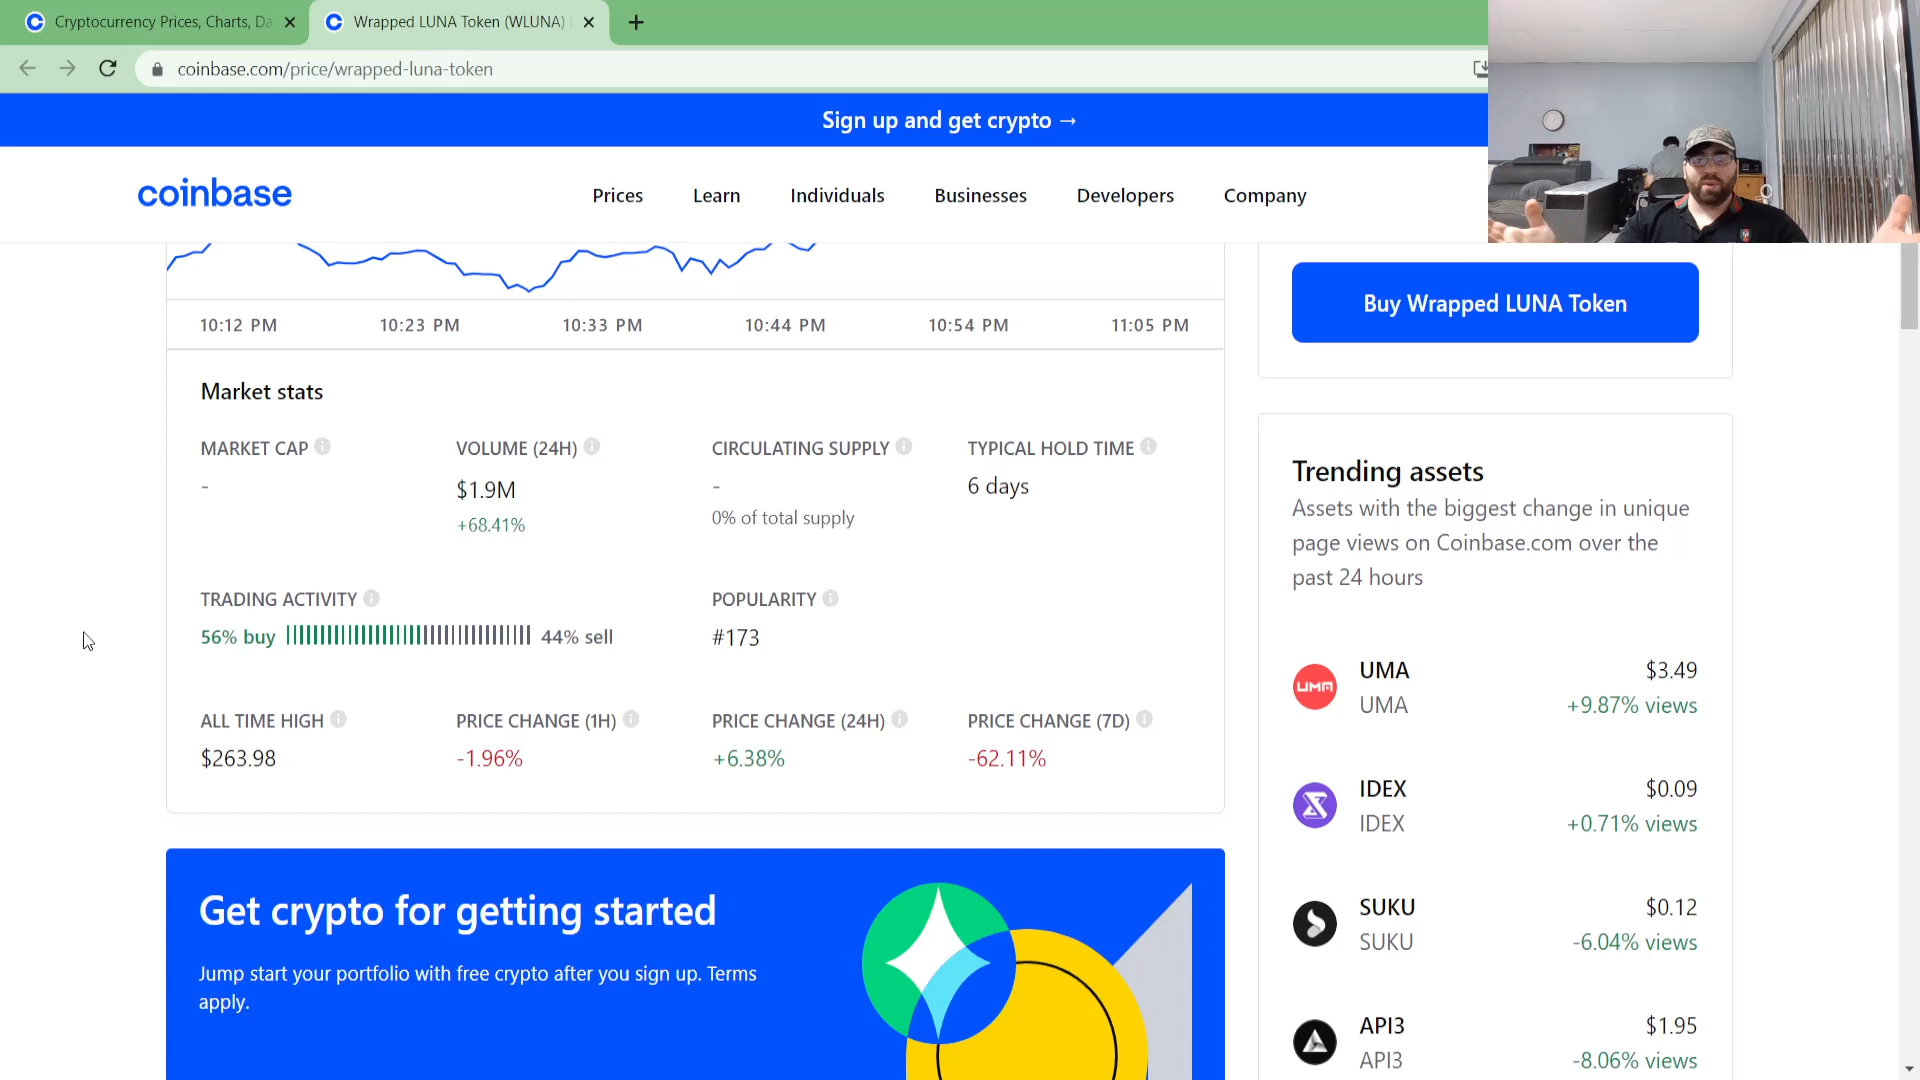 Cryptocurrency Prices, Charts, Da
Wrapped LUNA Token (WLUNA)
coinbase.com/price/wrapped-luna-token
Sign up and get crypto →
coinbase
Prices
Learn
Individuals
Businesses
Developers
Company
10:12 PM
10:23 PM
10:33 PM
10:44 PM
10:54 PM
11:05 PM
Buy Wrapped LUNA Token
Market stats
MARKET CAP
-
VOLUME (24H)
$1.9M
+68.41%
CIRCULATING SUPPLY
-
0% of total supply
TYPICAL HOLD TIME
6 days
TRADING ACTIVITY
56% buy
44% sell
POPULARITY
#173
ALL TIME HIGH
$263.98
PRICE CHANGE (1H)
-1.96%
PRICE CHANGE (24H)
+6.38%
PRICE CHANGE (7D)
-62.11%
Get crypto for getting started
Jump start your portfolio with free crypto after you sign up. Terms
apply.
Trending assets
Assets with the biggest change in unique
page views on Coinbase.com over the
past 24 hours
UMA
UMA $3.49
UMA +9.87% views
IDEX $0.09
IDEX +0.71% views
SUKU $0.12
SUKU -6.04% views
API3 $1.95
API3 -8.06% views